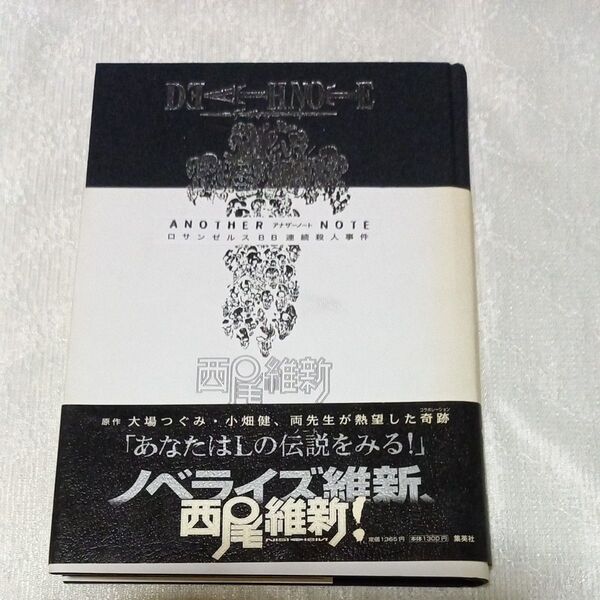 DEATH NOTE
ANOTHER アナザーノート NOTE
ロサンゼルスBB連続殺人事件
西尾維新
コラボレーション
原作 大場つぐみ・小畑健、両先生が熱望した奇跡
「あなたはLの伝説をみる!」
ノベライズ維新、
西尾維新!
NISIOISIN
定価1365円 本体1300円 集英社